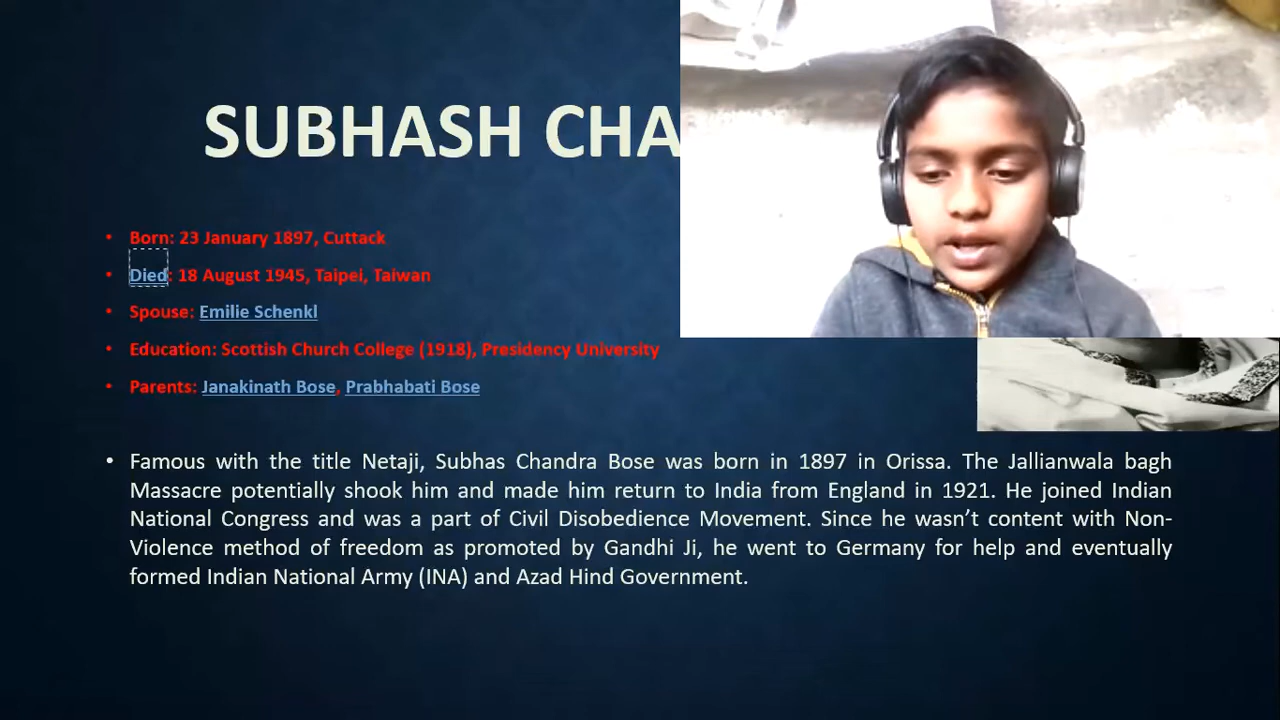 SUBHASH CHA
• Born: 23 January 1897, Cuttack
• Died: 18 August 1945, Taipei, Taiwan
• Spouse: Emilie Schenkl
• Education: Scottish Church College (1918), Presidency University
• Parents: Janakinath Bose, Prabhabati Bose
• Famous with the title Netaji, Subhas Chandra Bose was born in 1897 in Orissa. The Jallianwala bagh
Massacre potentially shook him and made him return to India from England in 1921. He joined Indian
National Congress and was a part of Civil Disobedience Movement. Since he wasn’t content with Non-
Violence method of freedom as promoted by Gandhi Ji, he went to Germany for help and eventually
formed Indian National Army (INA) and Azad Hind Government.